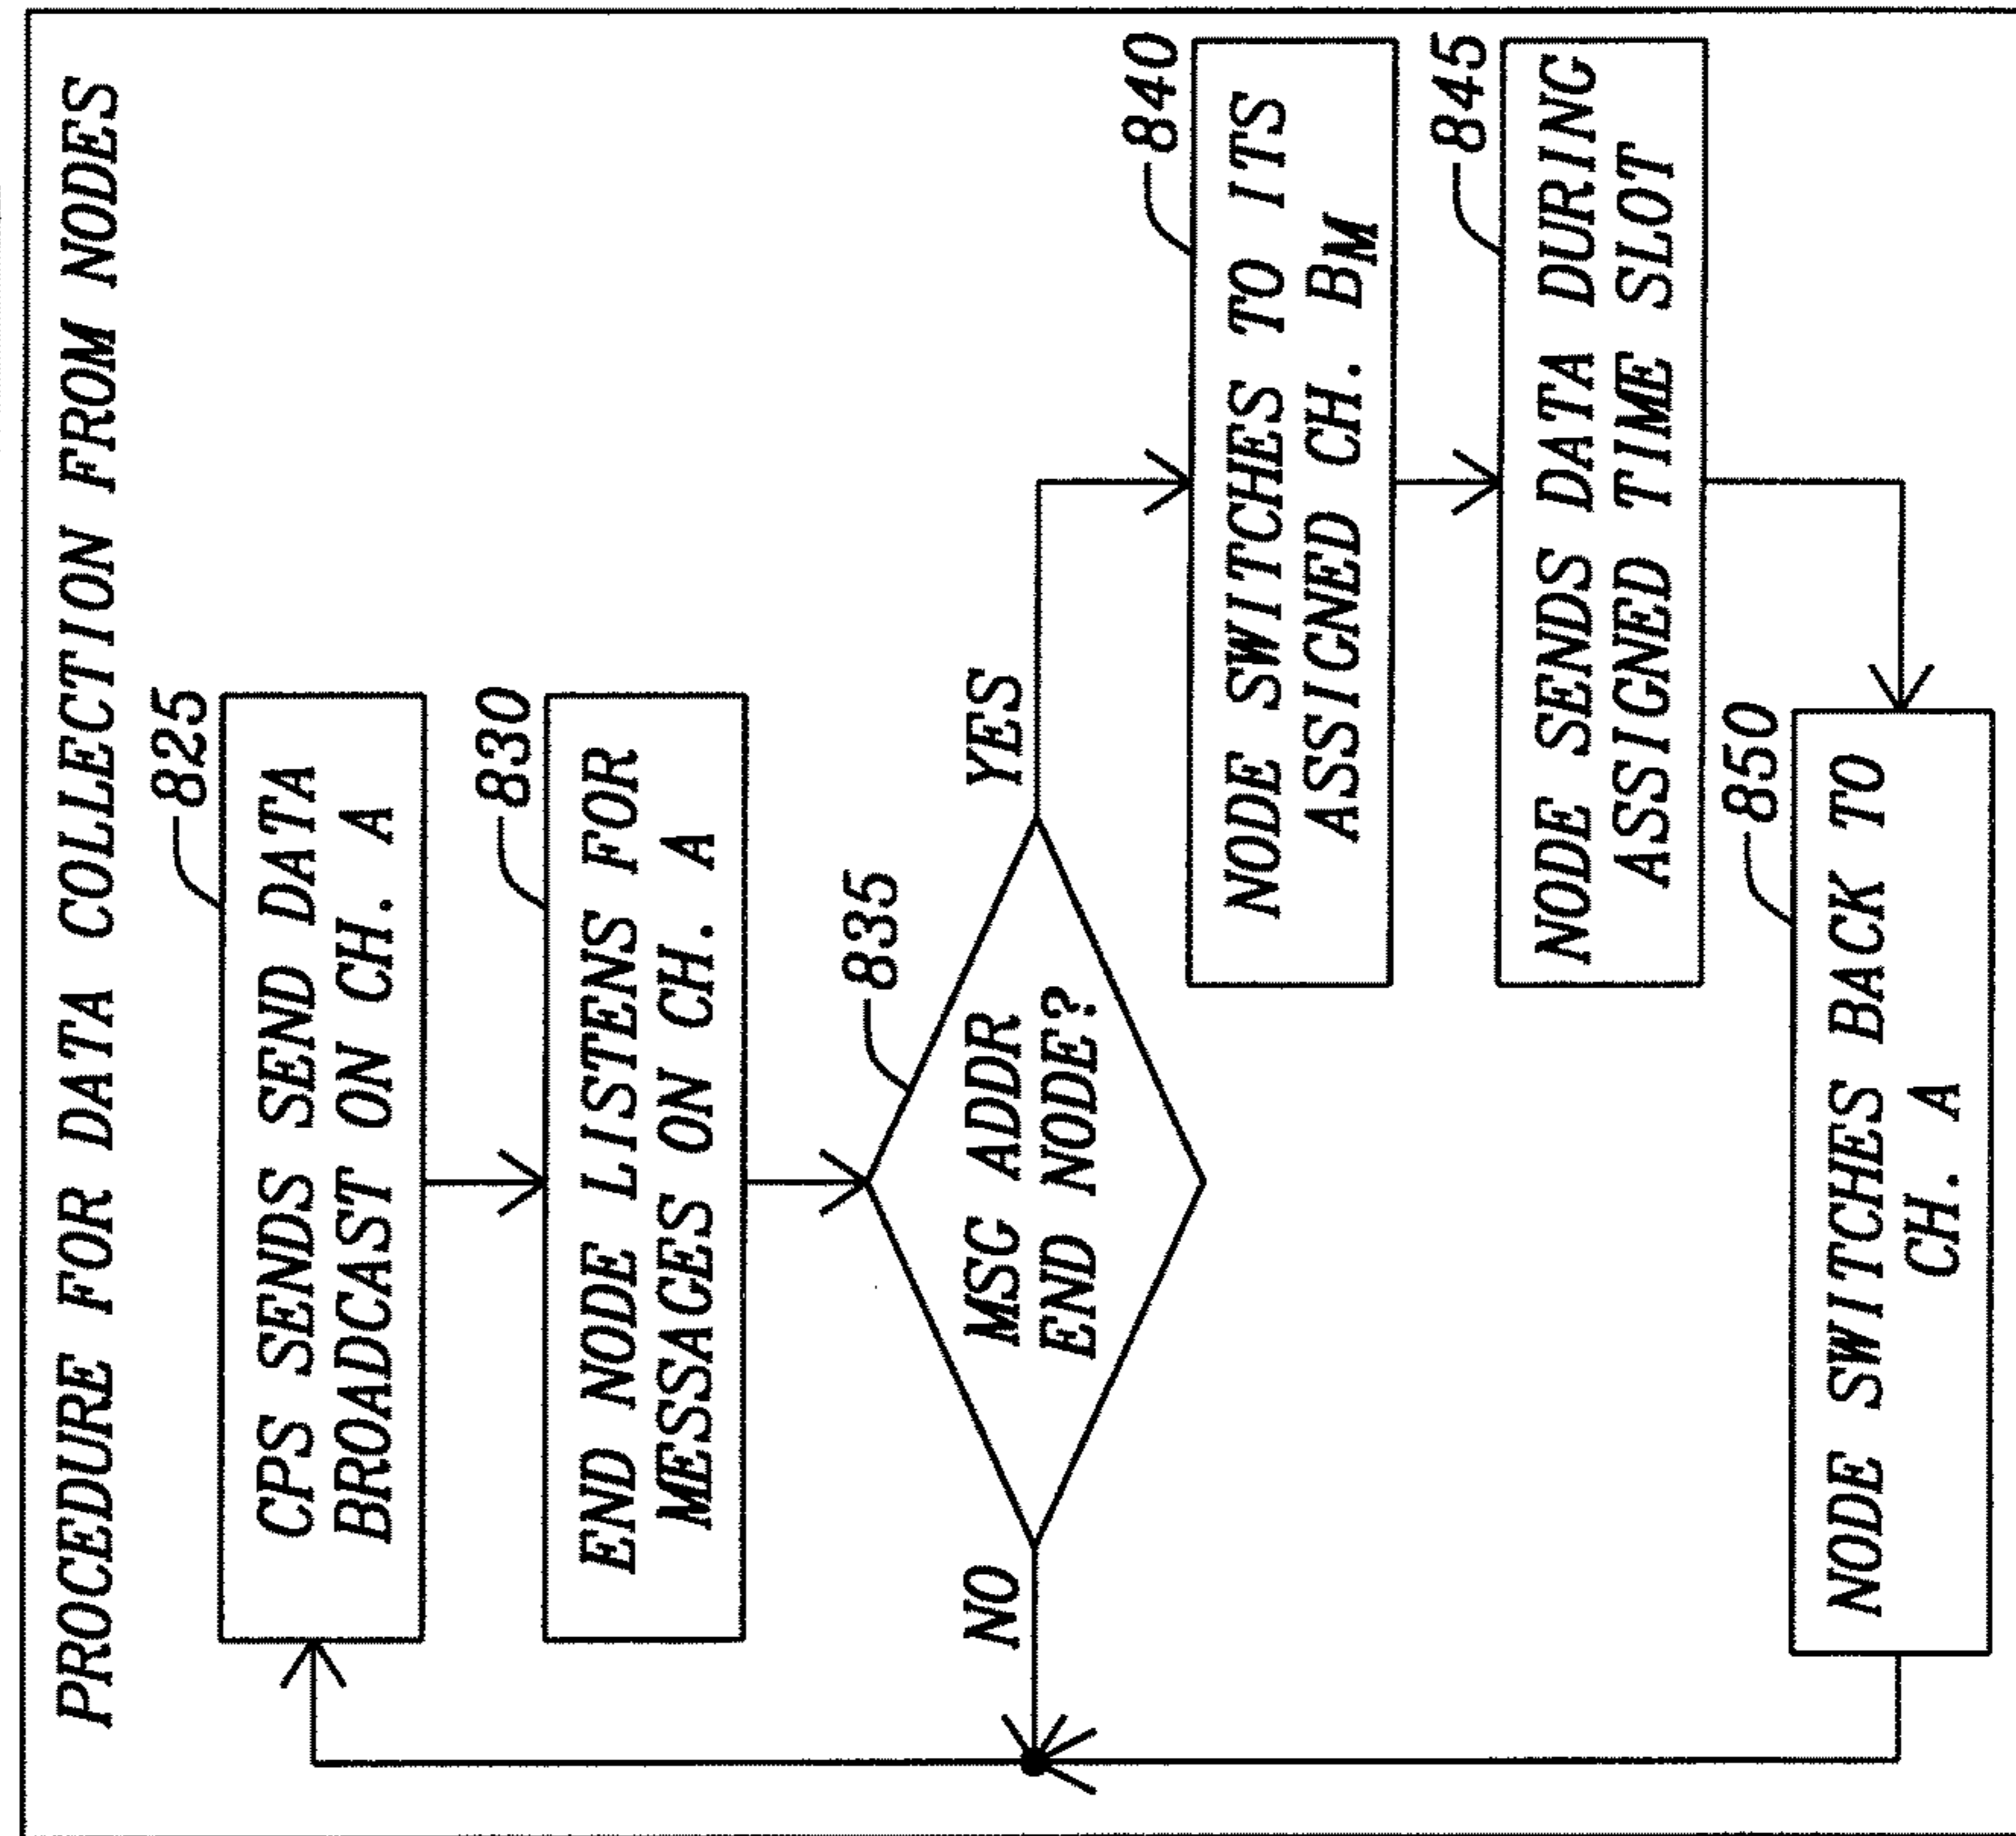 PROCEDURE FOR DATA COLLECTION FROM NODES
825
CPS SENDS SEND DATA
BROADCAST ON CH. A
830
END NODE LISTENS FOR
MESSACES ON CH. A
835
MSG ADDR
END NODE?
NO
YES
840
NODE SWITCHES TO ITS
ASSIGNED CH. BM
845
NODE SENDS DATA DURING
ASSIGNED TIME SLOT
850
NODE SWITCHES BACK TO
CH. A